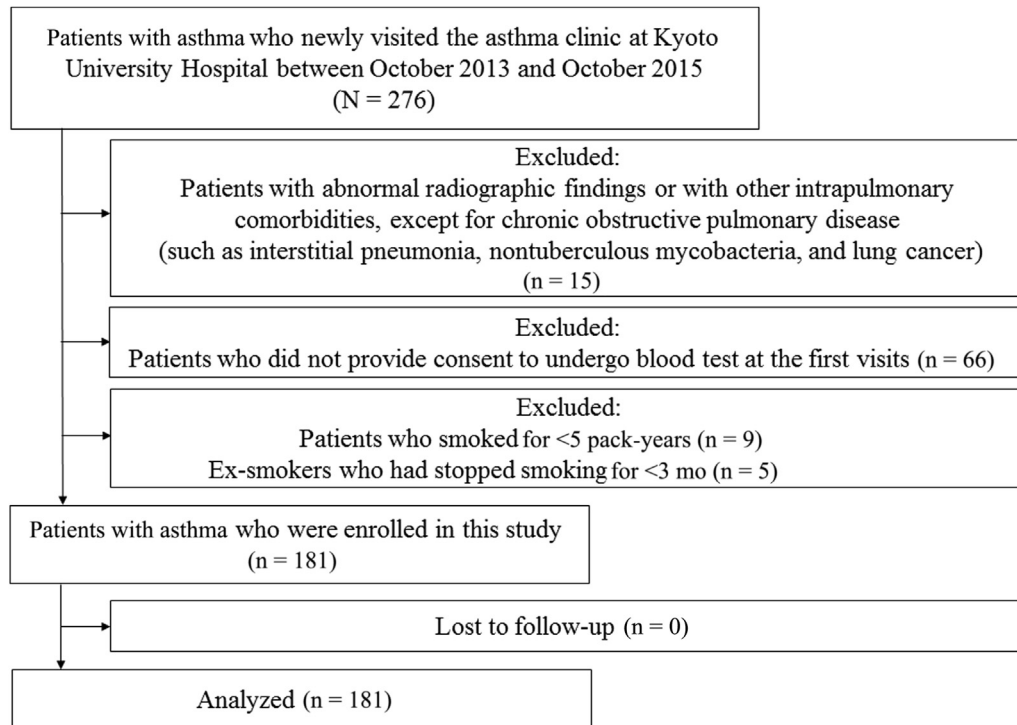 Patients with asthma who newly visited the asthma clinic at Kyoto
University Hospital between October 2013 and October 2015
(N = 276)
Excluded:
Patients with abnormal radiographic findings or with other intrapulmonary
comorbidities, except for chronic obstructive pulmonary disease
(such as interstitial pneumonia, nontuberculous mycobacteria, and lung cancer)
(n = 15)
Excluded:
Patients who did not provide consent to undergo blood test at the first visits (n = 66)
Excluded:
Patients who smoked for <5 pack-years (n = 9)
Ex-smokers who had stopped smoking for <3 mo (n = 5)
Patients with asthma who were enrolled in this study
(n = 181)
Lost to follow-up (n = 0)
Analyzed (n = 181)